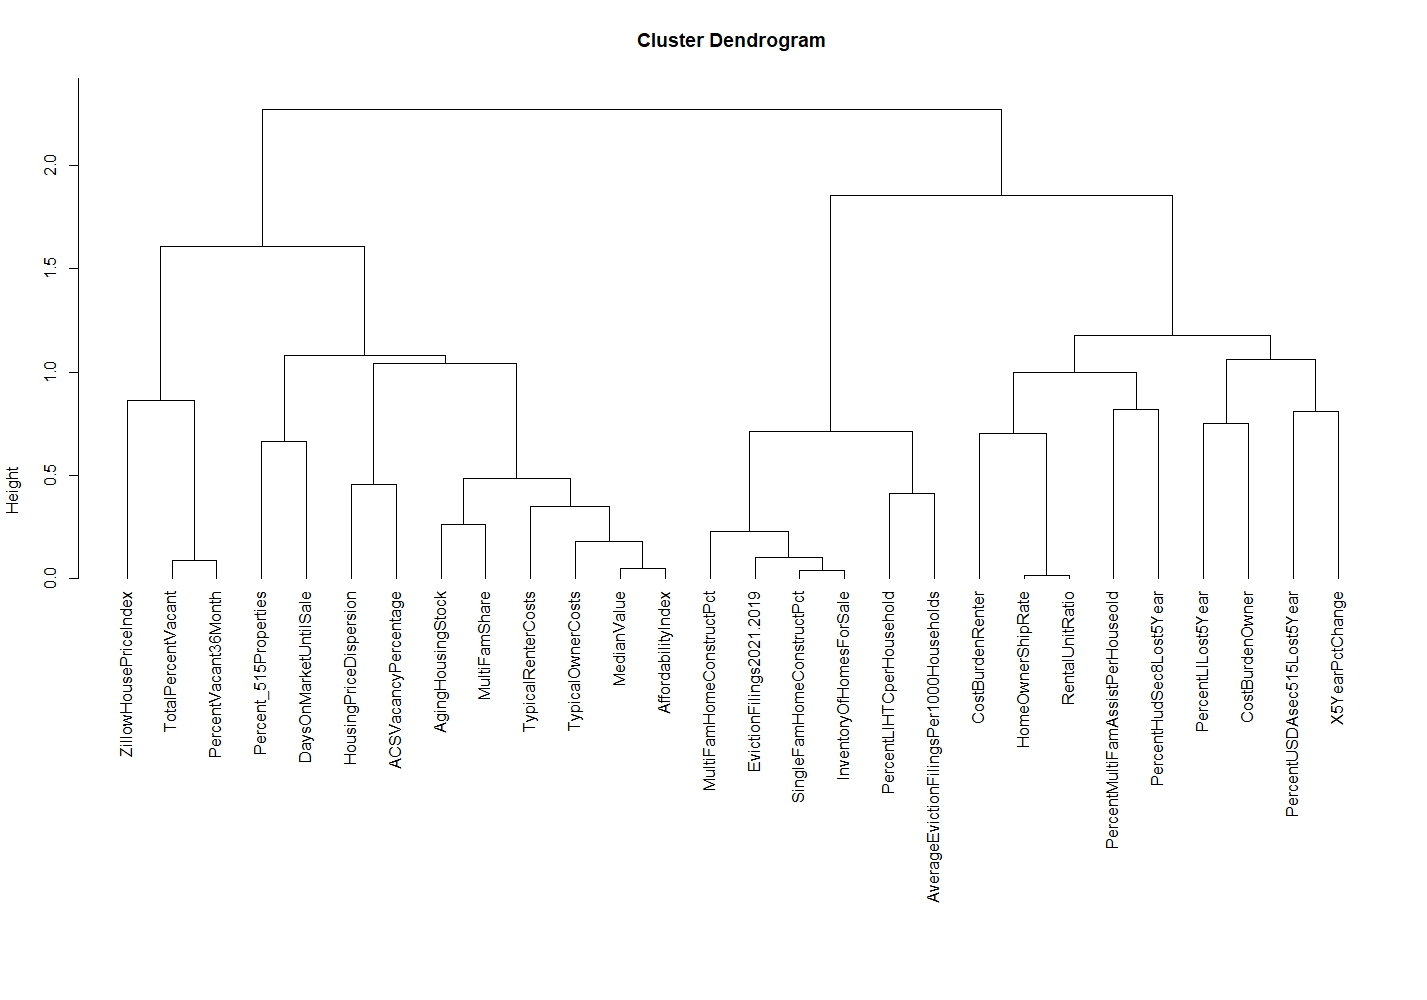 Cluster Dendrogram
Height
2.0
1.5
1.0
0.5
0.0
ZillowHousePriceIndex
TotalPercentVacant
PercentVacant36Month
Percent_515Properties
DaysOnMarketUntilSale
HousingPriceDispersion
ACSVacancyPercentage
AgingHousingStock
MultiFamShare
TypicalRenterCosts
TypicalOwnerCosts
MedianValue
AffordabilityIndex
MultiFamHomeConstructPct
EvictionFilings2021.2019
SingleFamHomeConstructPct
InventoryOfHomesForSale
PercentLIHTCperHousehold
AverageEvictionFilingsPer1000Households
CostBurdenRenter
HomeOwnerShipRate
RentalUnitRatio
PercentMultiFamAssistPerHouseold
PercentHudSec8Lost5Year
PercentLILost5Year
CostBurdenOwner
PercentUSDAsec515Lost5Year
X5YearPctChange